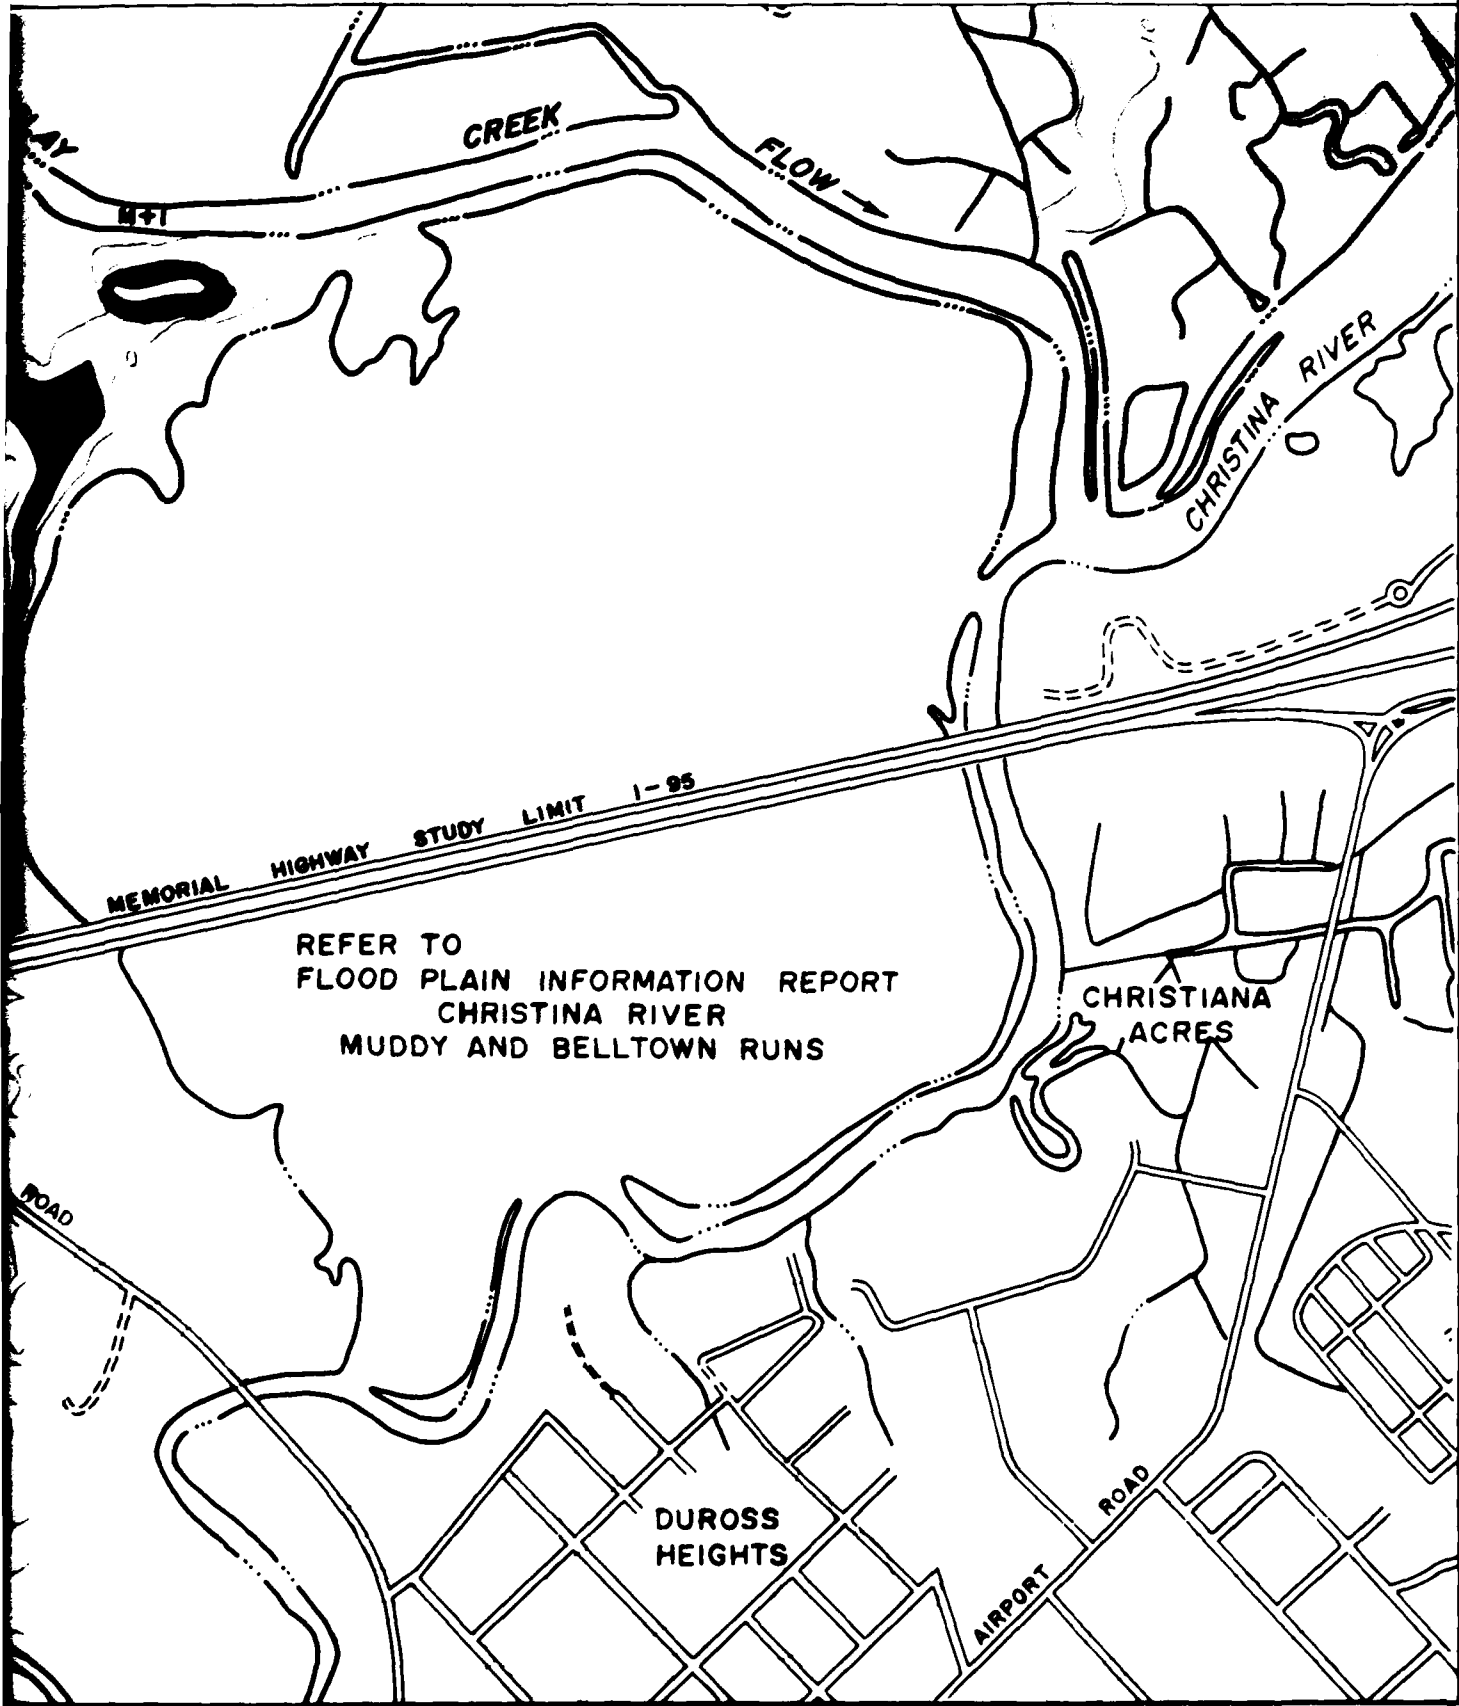 CREEK
FLOW
M+1
CHRISTINA RIVER
MEMORIAL HIGHWAY STUDY LIMIT I-95
REFER TO
FLOOD PLAIN INFORMATION REPORT
CHRISTINA RIVER
MUDDY AND BELLTOWN RUNS
CHRISTIANA
ACRES
ROAD
DUROSS
HEIGHTS
AIRPORT ROAD